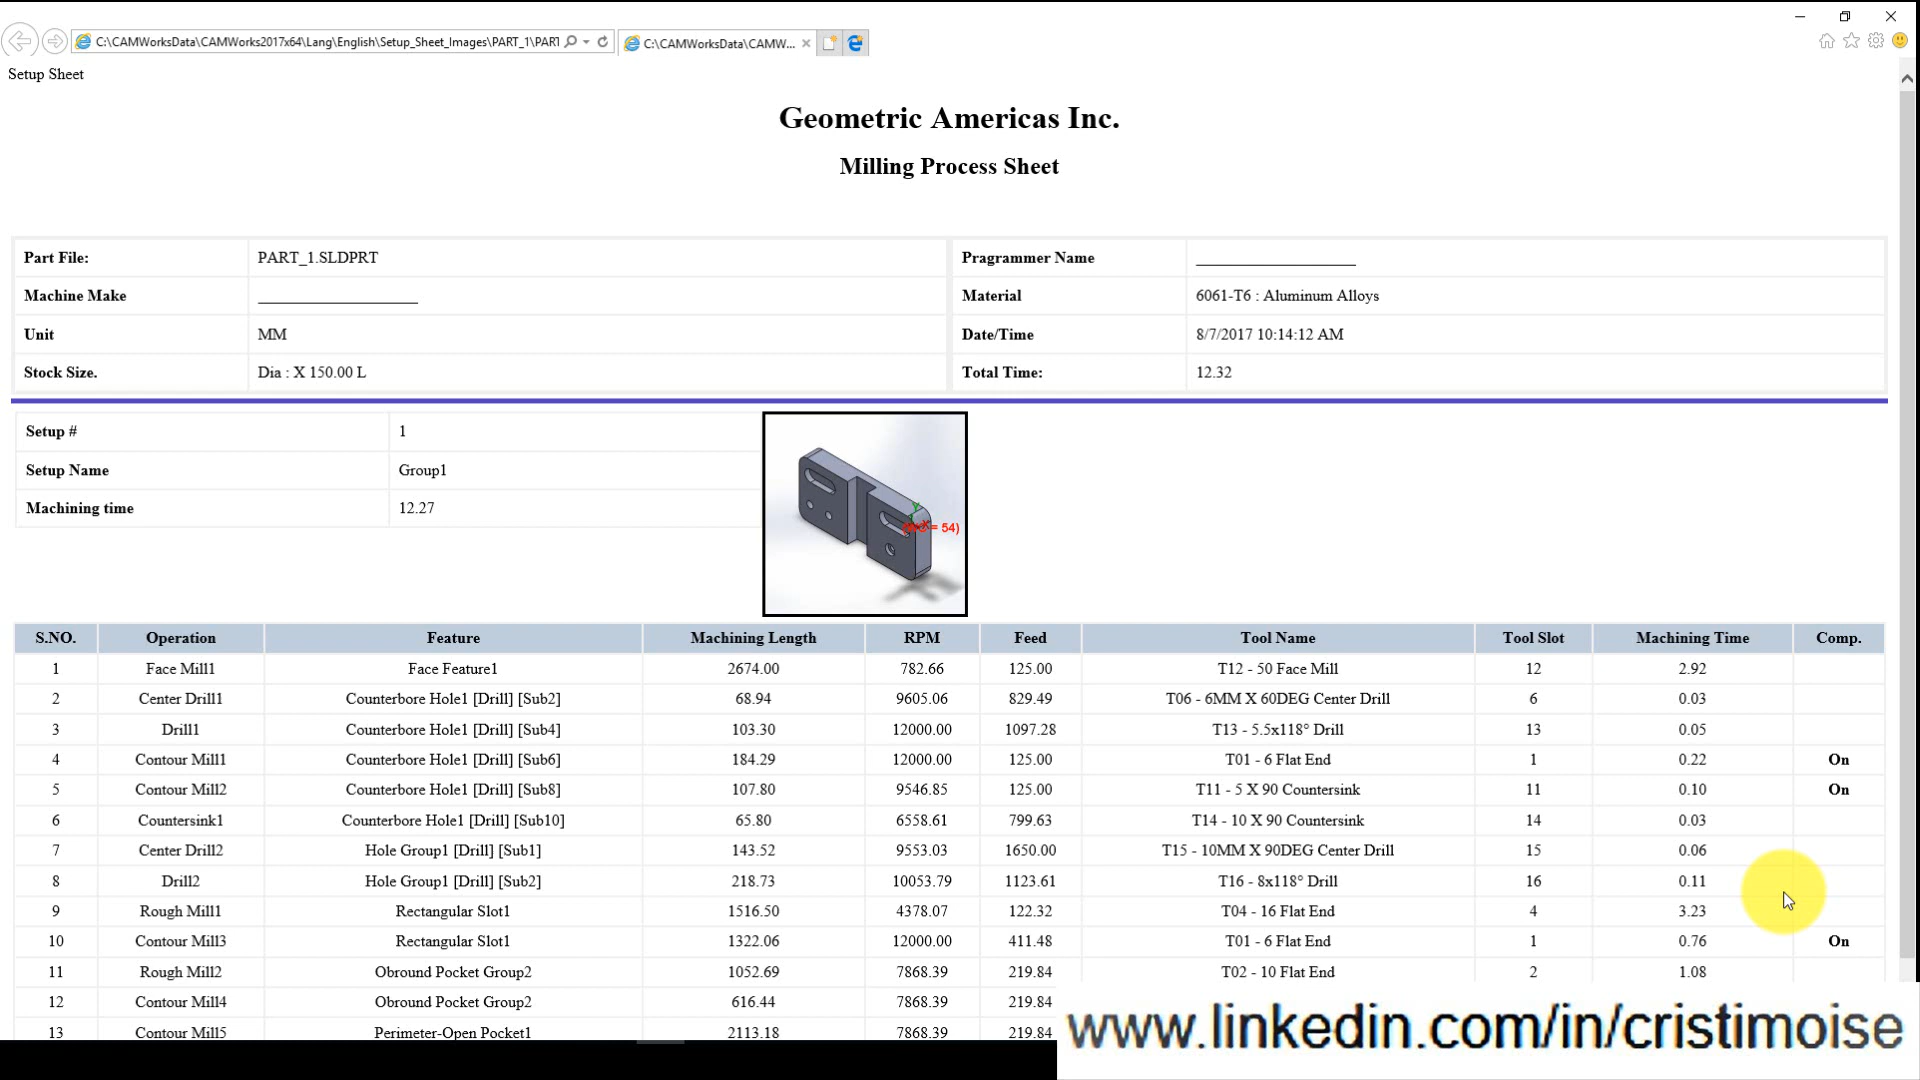 C:\CAMWorksData\CAMWorks2017x64\Lang\English\Setup_Sheet_Images\PART_1\PART
C:\CAMWorksData\CAMW...
Setup Sheet
Geometric Americas Inc.
Milling Process Sheet
Part File: PART_1.SLDPRT Pragrammer Name ____________________
Machine Make ____________________ Material 6061-T6 : Aluminum Alloys
Unit MM Date/Time 8/7/2017 10:14:12 AM
Stock Size. Dia : X 150.00 L Total Time: 12.32
Setup # 1
Setup Name Group1
Machining time 12.27
= 54)
S.NO. Operation Feature Machining Length RPM Feed Tool Name Tool Slot Machining Time Comp.
1 Face Mill1 Face Feature1 2674.00 782.66 125.00 T12 - 50 Face Mill 12 2.92
2 Center Drill1 Counterbore Hole1 [Drill] [Sub2] 68.94 9605.06 829.49 T06 - 6MM X 60DEG Center Drill 6 0.03
3 Drill1 Counterbore Hole1 [Drill] [Sub4] 103.30 12000.00 1097.28 T13 - 5.5x118° Drill 13 0.05
4 Contour Mill1 Counterbore Hole1 [Drill] [Sub6] 184.29 12000.00 125.00 T01 - 6 Flat End 1 0.22 On
5 Contour Mill2 Counterbore Hole1 [Drill] [Sub8] 107.80 9546.85 125.00 T11 - 5 X 90 Countersink 11 0.10 On
6 Countersink1 Counterbore Hole1 [Drill] [Sub10] 65.80 6558.61 799.63 T14 - 10 X 90 Countersink 14 0.03
7 Center Drill2 Hole Group1 [Drill] [Sub1] 143.52 9553.03 1650.00 T15 - 10MM X 90DEG Center Drill 15 0.06
8 Drill2 Hole Group1 [Drill] [Sub2] 218.73 10053.79 1123.61 T16 - 8x118° Drill 16 0.11
9 Rough Mill1 Rectangular Slot1 1516.50 4378.07 122.32 T04 - 16 Flat End 4 3.23
10 Contour Mill3 Rectangular Slot1 1322.06 12000.00 411.48 T01 - 6 Flat End 1 0.76 On
11 Rough Mill2 Obround Pocket Group2 1052.69 7868.39 219.84 T02 - 10 Flat End 2 1.08
12 Contour Mill4 Obround Pocket Group2 616.44 7868.39 219.84
13 Contour Mill5 Perimeter-Open Pocket1 2113.18 7868.39 219.84
www.linkedin.com/in/cristimoise